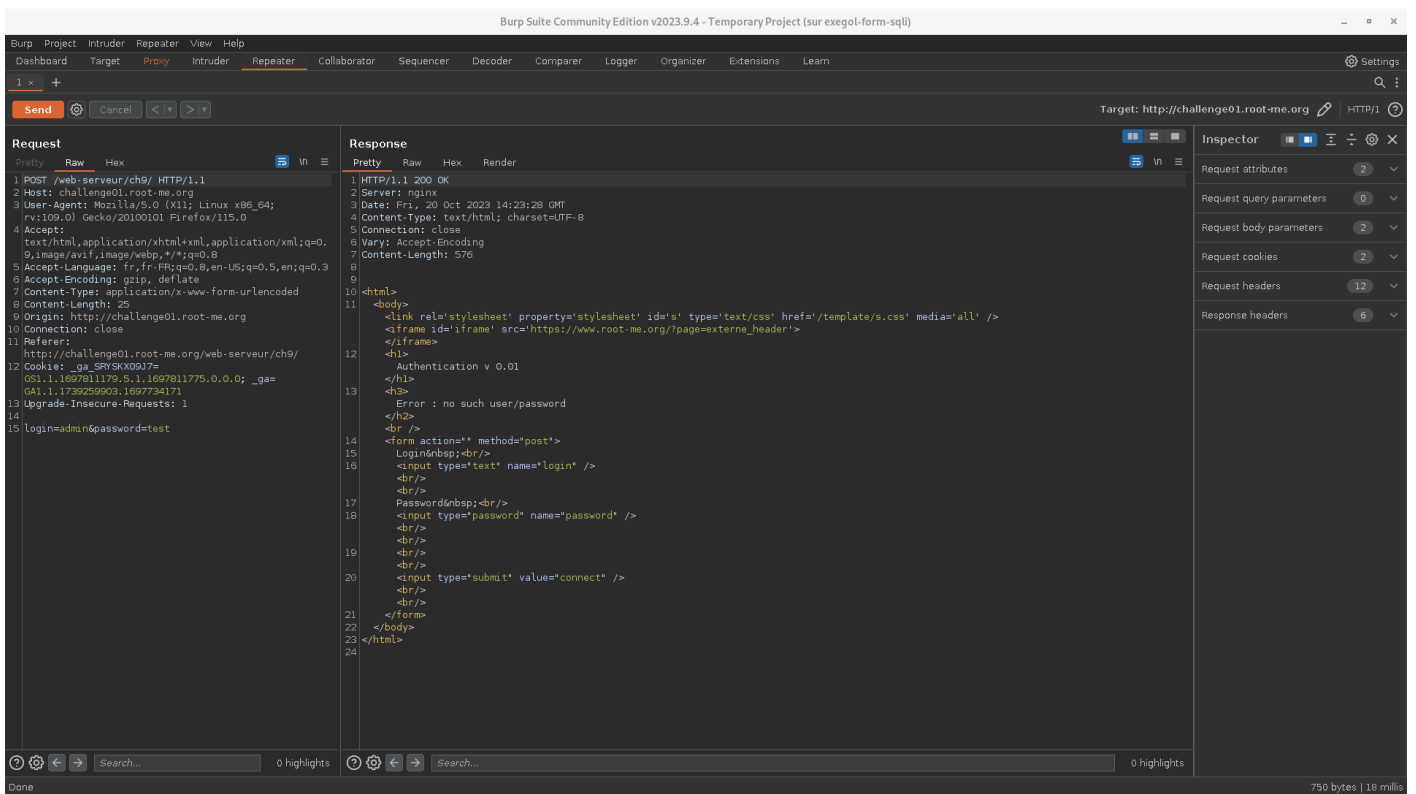 Burp Suite Community Edition v2023.9.4 - Temporary Project (sur exegol-form-sqli)
Burp Project Intruder Repeater View Help
Dashboard Target Proxy Intruder Repeater Collaborator Sequencer Decoder Comparer Logger Organizer Extensions Learn Settings
1 × +
Send Cancel < > Target: http://challenge01.root-me.org HTTP/1
Request
Pretty Raw Hex \n
1 POST /web-serveur/ch9/ HTTP/1.1
2 Host: challenge01.root-me.org
3 User-Agent: Mozilla/5.0 (X11; Linux x86_64;
rv:109.0) Gecko/20100101 Firefox/115.0
4 Accept:
text/html,application/xhtml+xml,application/xml;q=0.
9,image/avif,image/webp,*/*;q=0.8
5 Accept-Language: fr,fr-FR;q=0.8,en-US;q=0.5,en;q=0.3
6 Accept-Encoding: gzip, deflate
7 Content-Type: application/x-www-form-urlencoded
8 Content-Length: 25
9 Origin: http://challenge01.root-me.org
10 Connection: close
11 Referer:
http://challenge01.root-me.org/web-serveur/ch9/
12 Cookie: _ga_SRYSKX09J7=
GS1.1.1697811179.5.1.1697811775.0.0.0; _ga=
GA1.1.1739259903.1697734171
13 Upgrade-Insecure-Requests: 1
14
15 login=admin&password=test
Search... 0 highlights
Response
Pretty Raw Hex Render \n
1 HTTP/1.1 200 OK
2 Server: nginx
3 Date: Fri, 20 Oct 2023 14:23:28 GMT
4 Content-Type: text/html; charset=UTF-8
5 Connection: close
6 Vary: Accept-Encoding
7 Content-Length: 576
8
9
10 <html>
11 <body>
<link rel='stylesheet' property='stylesheet' id='s' type='text/css' href='/template/s.css' media='all' />
<iframe id='iframe' src='https://www.root-me.org/?page=externe_header'>
</iframe>
12 <h1>
Authentication v 0.01
</h1>
13 <h3>
Error : no such user/password
</h2>
<br />
14 <form action="" method="post">
15 Login&nbsp;<br/>
16 <input type="text" name="login" />
<br/>
<br/>
17 Password&nbsp;<br/>
18 <input type="password" name="password" />
<br/>
<br/>
19 <br/>
<br/>
20 <input type="submit" value="connect" />
<br/>
<br/>
21 </form>
22 </body>
23 </html>
24
Search... 0 highlights
Inspector
Request attributes 2
Request query parameters 0
Request body parameters 2
Request cookies 2
Request headers 12
Response headers 6
Done 750 bytes | 18 millis